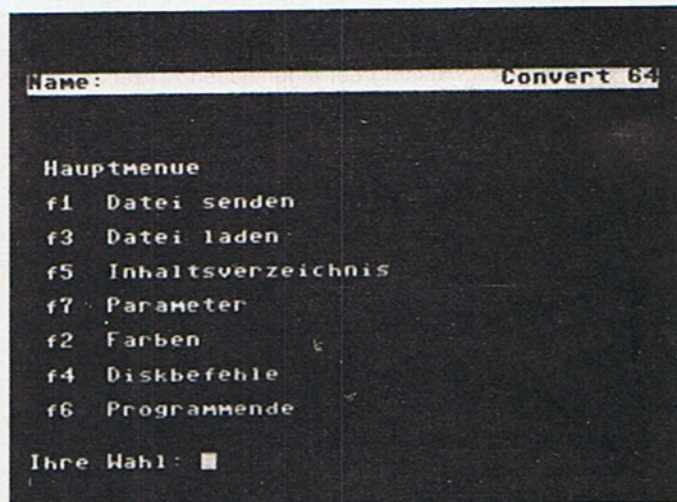 Name: Convert 64
Hauptmenue
f1 Datei senden
f3 Datei laden
f5 Inhaltsverzeichnis
f7 Parameter
f2 Farben
f4 Diskbefehle
f6 Programmende
Ihre Wahl: